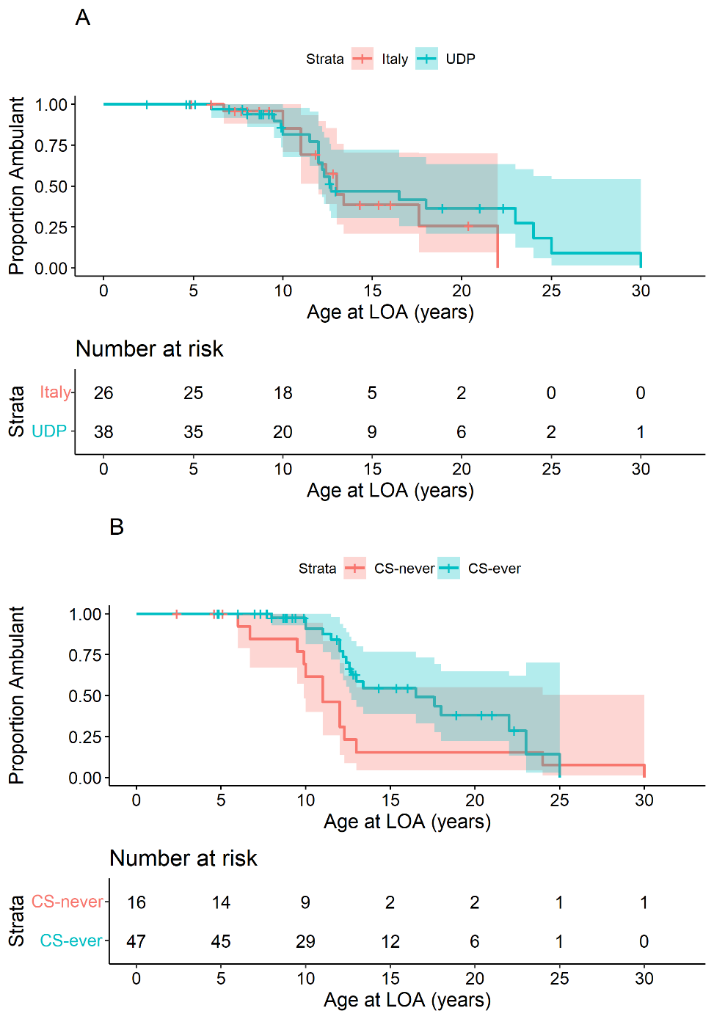 A
Strata Italy UDP
1.00
0.75
0.50
0.25
0.00
Proportion Ambulant
0 5 10 15 20 25 30
Age at LOA (years)
Number at risk
Strata
Italy 26 25 18 5 2 0 0
UDP 38 35 20 9 6 2 1
0 5 10 15 20 25 30
Age at LOA (years)
B
Strata CS-never CS-ever
1.00
0.75
0.50
0.25
0.00
Proportion Ambulant
0 5 10 15 20 25 30
Age at LOA (years)
Number at risk
Strata
CS-never 16 14 9 2 2 1 1
CS-ever 47 45 29 12 6 1 0
0 5 10 15 20 25 30
Age at LOA (years)